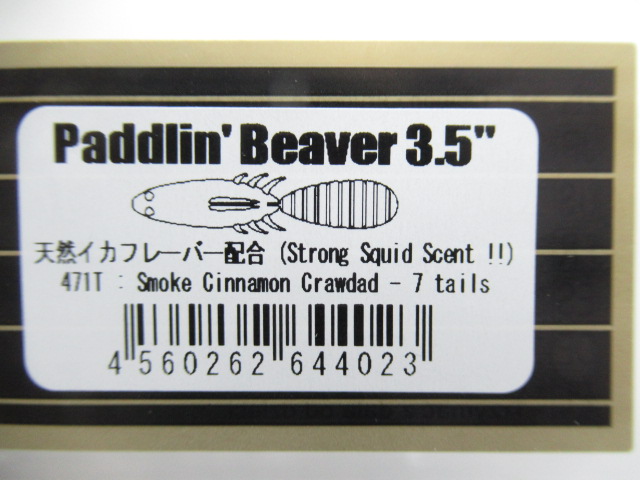 Paddlin' Beaver 3.5"
天然イカフレーバー配合 (Strong Squid Scent !!)
471T : Smoke Cinnamon Crawdad - 7 tails
4 560262 644023